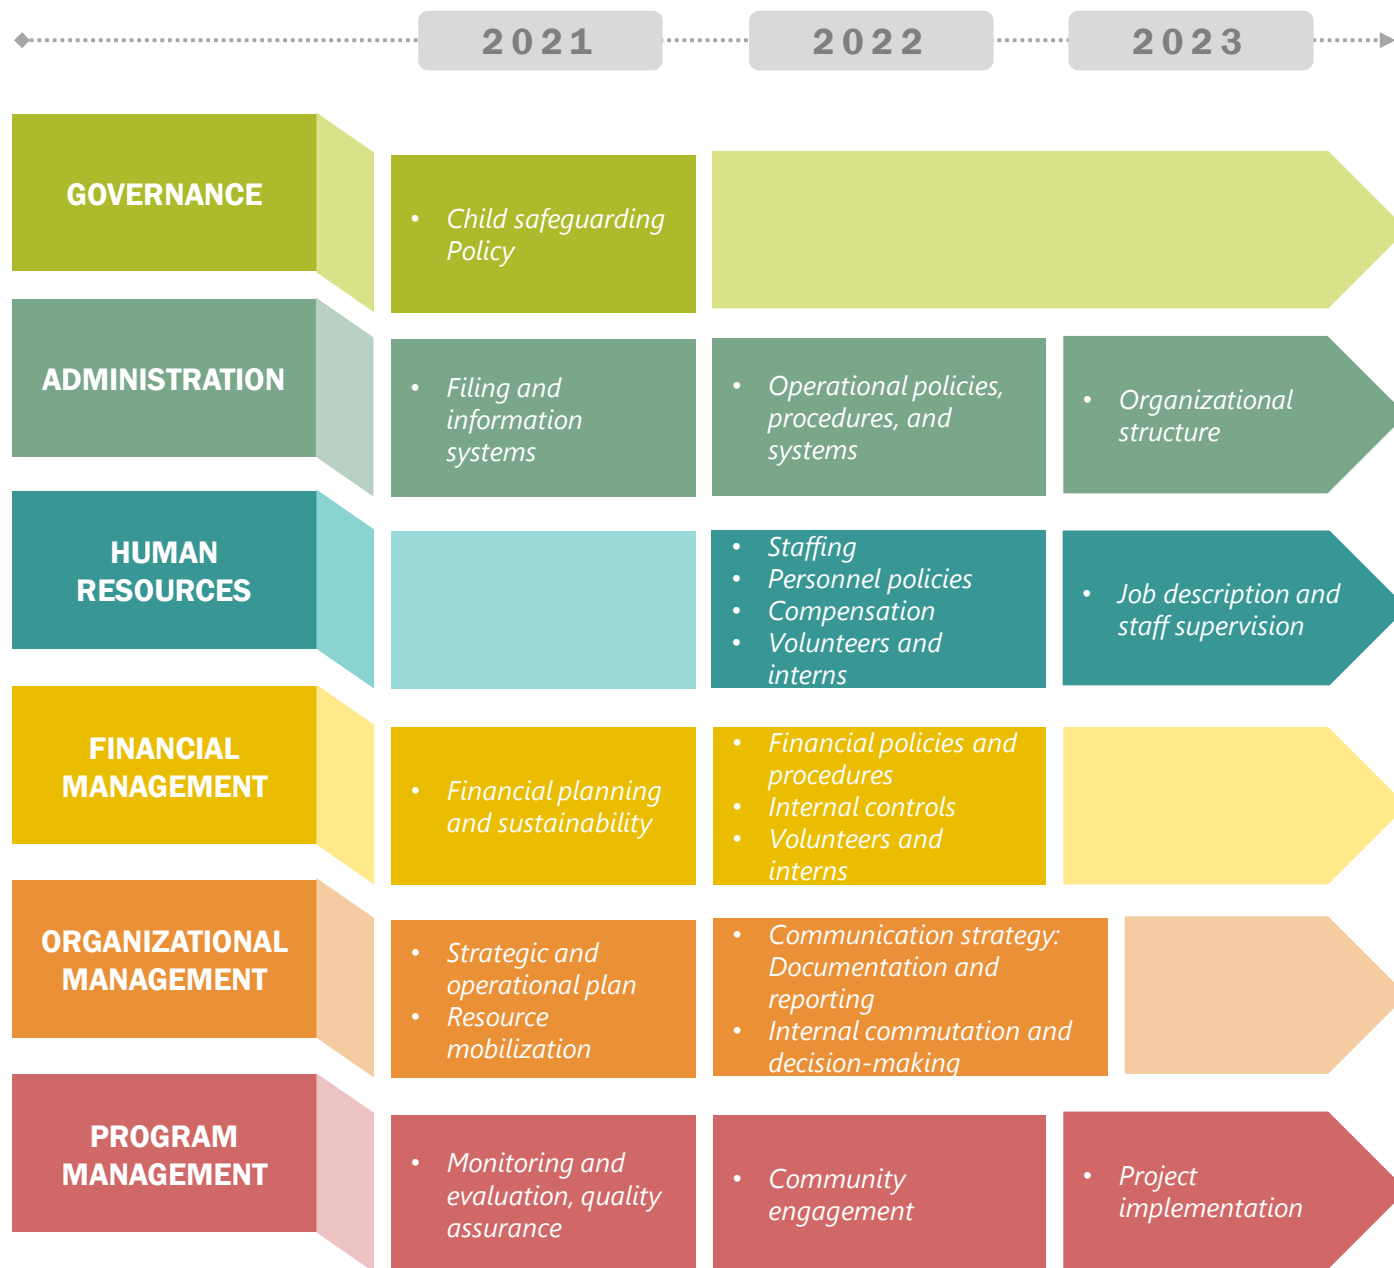 2021 2022 2023
GOVERNANCE
• Child safeguarding
Policy
ADMINISTRATION
• Filing and
information
systems
• Operational policies,
procedures, and
systems
• Organizational
structure
HUMAN
RESOURCES
• Staffing
• Personnel policies
• Compensation
• Volunteers and
interns
• Job description and
staff supervision
FINANCIAL
MANAGEMENT
• Financial planning
and sustainability
• Financial policies and
procedures
• Internal controls
• Volunteers and
interns
ORGANIZATIONAL
MANAGEMENT
• Strategic and
operational plan
• Resource
mobilization
• Communication strategy:
Documentation and
reporting
• Internal commutation and
decision-making
PROGRAM
MANAGEMENT
• Monitoring and
evaluation, quality
assurance
• Community
engagement
• Project
implementation